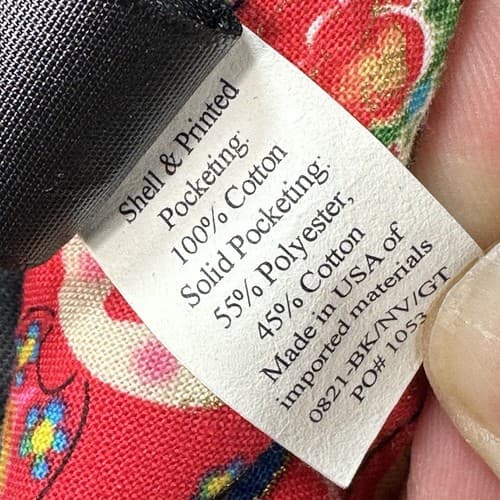 Shell & Printed
Pocketing:
100% Cotton
Solid Pocketing:
55% Polyester,
45% Cotton
Made in USA of
imported materials
0821-BK/NV/GT
PO# 1053